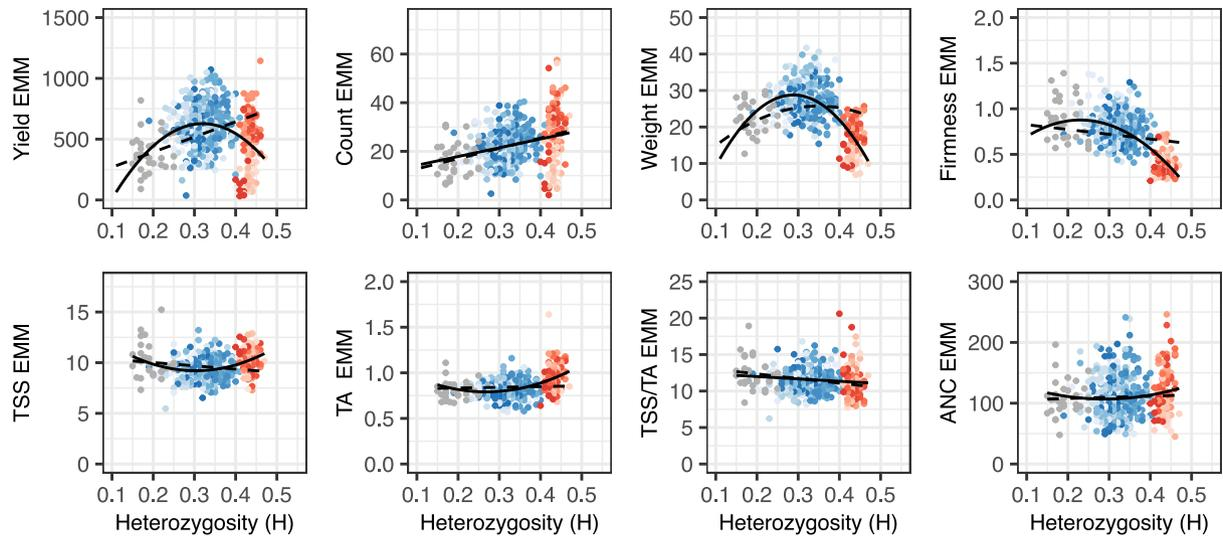 Yield EMM
1500
1000
500
0
0.1 0.2 0.3 0.4 0.5
Count EMM
60
40
20
0
0.1 0.2 0.3 0.4 0.5
Weight EMM
50
40
30
20
10
0
0.1 0.2 0.3 0.4 0.5
Firmness EMM
2.0
1.5
1.0
0.5
0.0
0.1 0.2 0.3 0.4 0.5
TSS EMM
15
10
5
0
0.1 0.2 0.3 0.4 0.5
Heterozygosity (H)
TA EMM
2.0
1.5
1.0
0.5
0.0
0.1 0.2 0.3 0.4 0.5
Heterozygosity (H)
TSS/TA EMM
25
20
15
10
5
0
0.1 0.2 0.3 0.4 0.5
Heterozygosity (H)
ANC EMM
300
200
100
0
0.1 0.2 0.3 0.4 0.5
Heterozygosity (H)